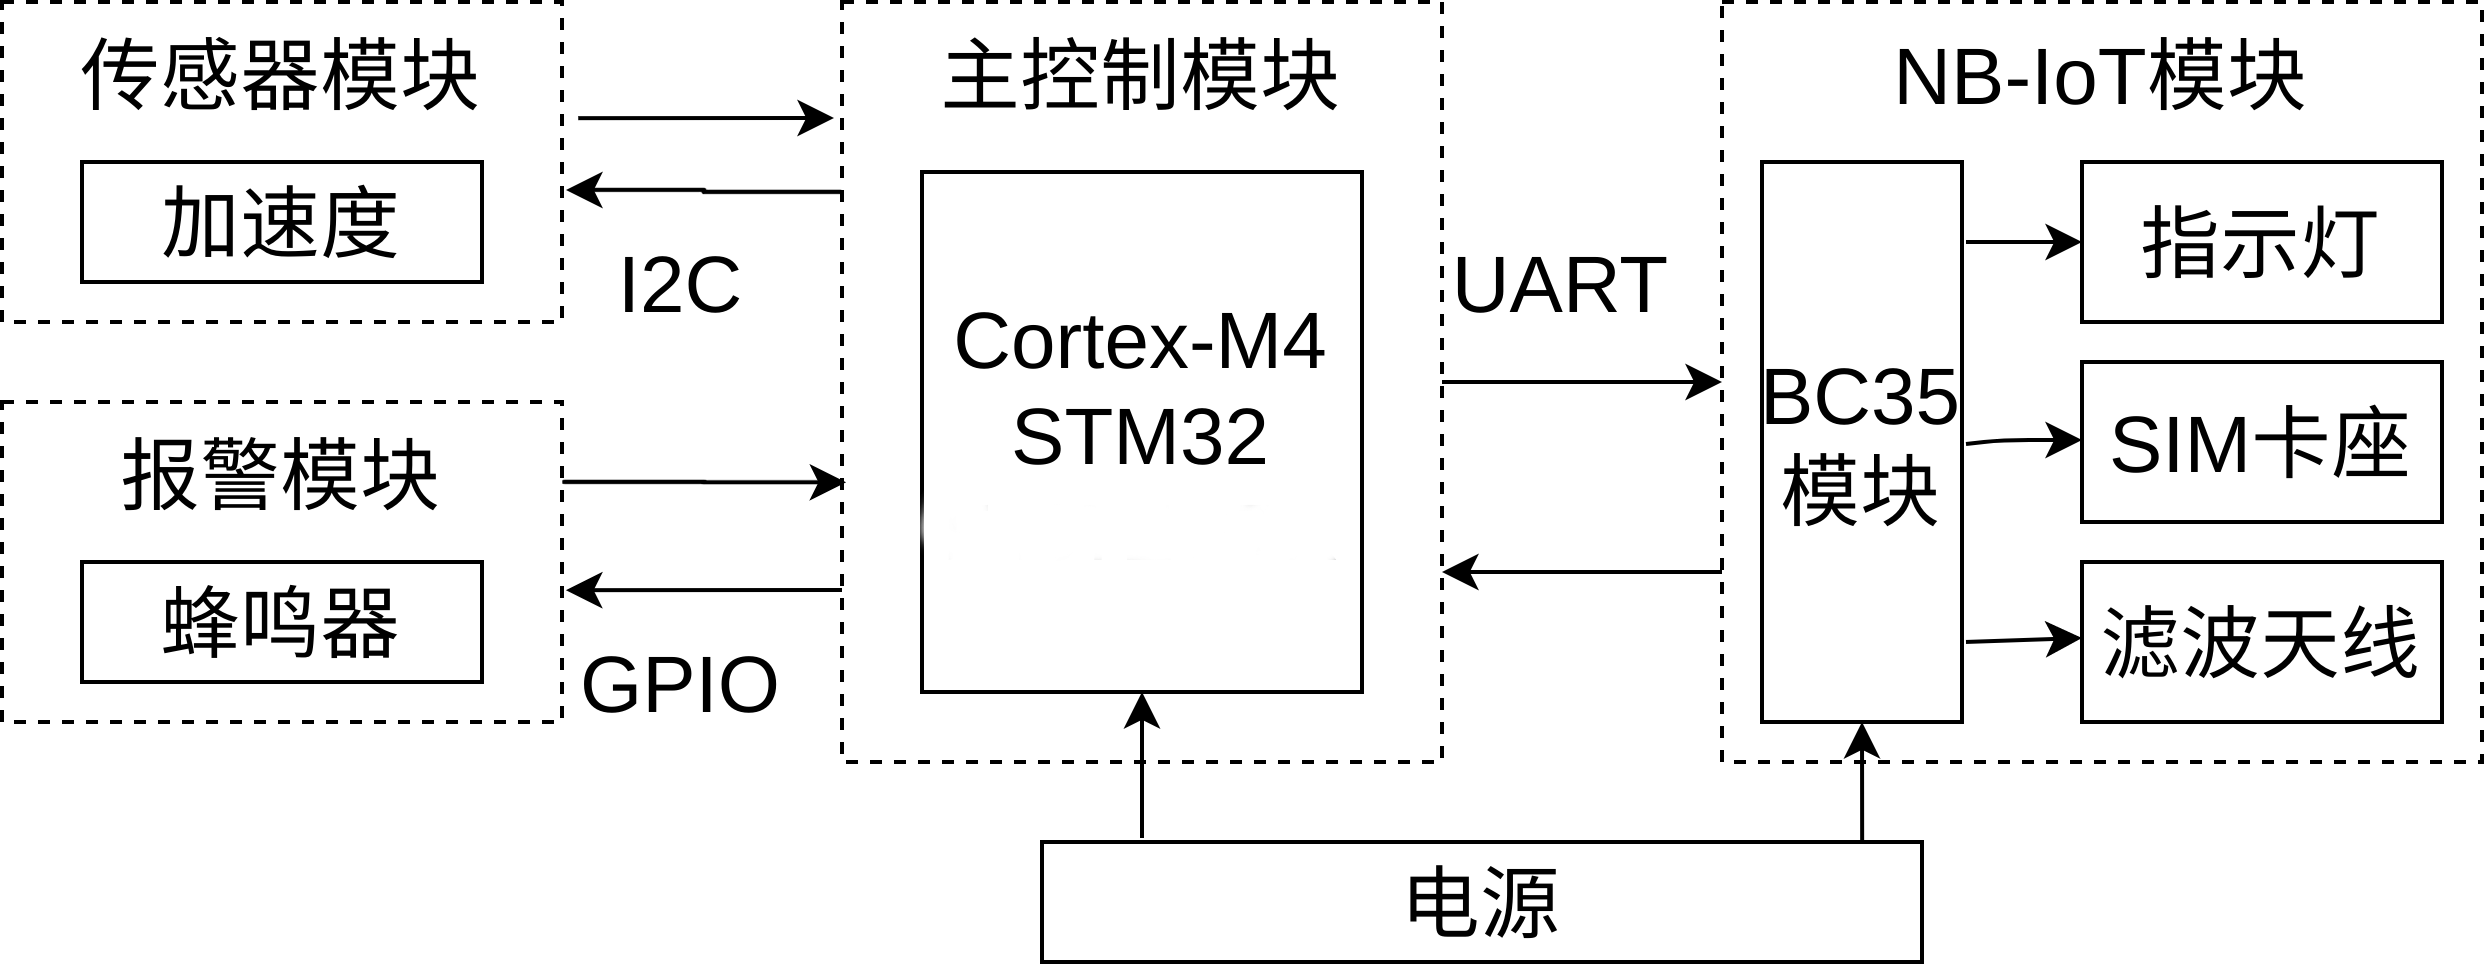 传感器模块
加速度
I2C
报警模块
蜂鸣器
GPIO
主控制模块
Cortex-M4
STM32
UART
NB-IoT模块
BC35
模块
指示灯
SIM卡座
滤波天线
电源